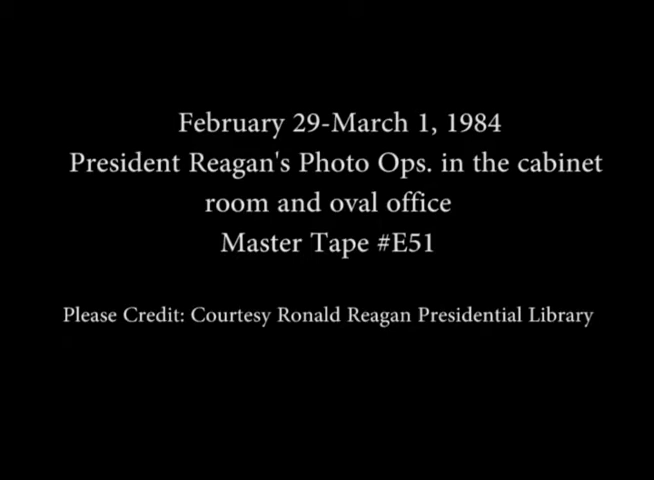 February 29-March 1, 1984
President Reagan's Photo Ops. in the cabinet
room and oval office
Master Tape #E51
Please Credit: Courtesy Ronald Reagan Presidential Library